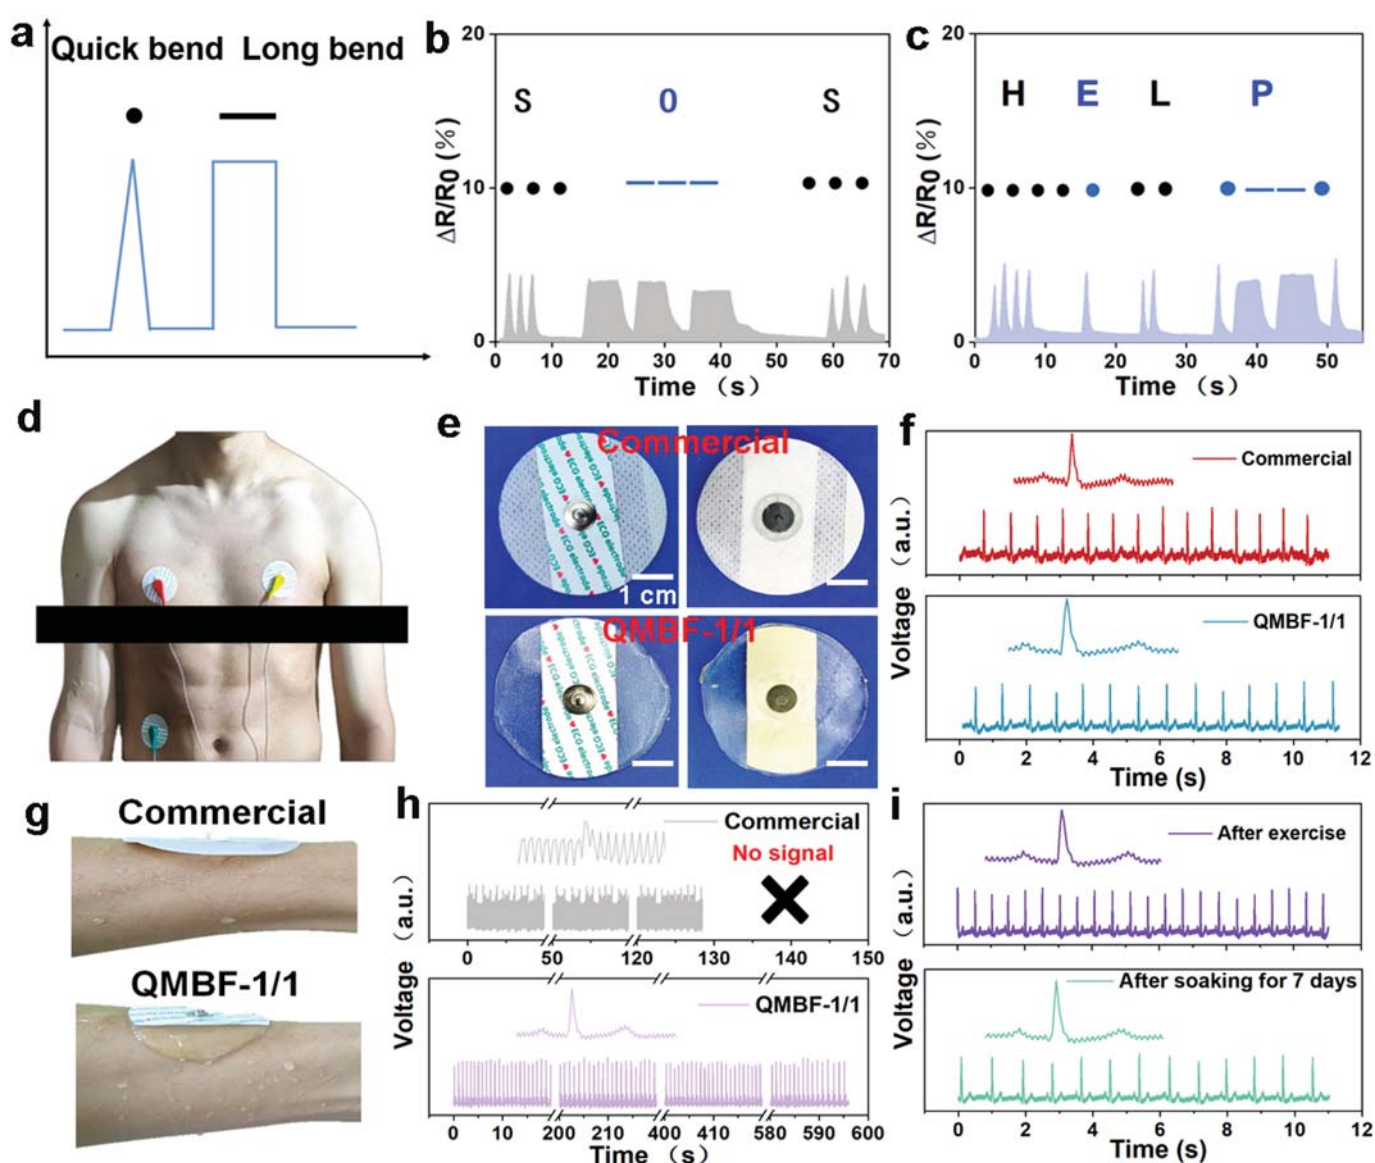 a
Quick bend Long bend
b
20
10
0
ΔR/R0 (%)
S O S
0 10 20 30 40 50 60 70
Time (s)
c
20
10
0
ΔR/R0 (%)
H E L P
0 10 20 30 40 50
Time (s)
d
e
Commercial
ECG electrode
1 cm
QMBF-1/1
ECG electrode
f
Commercial
QMBF-1/1
Voltage (a.u.)
0 2 4 6 8 10 12
Time (s)
g
Commercial
QMBF-1/1
h
Commercial
No signal
0 50 120 130 140 150
QMBF-1/1
Voltage (a.u.)
0 10 200 210 400 410 580 590 600
Time (s)
i
After exercise
After soaking for 7 days
Voltage (a.u.)
0 2 4 6 8 10 12
Time (s)